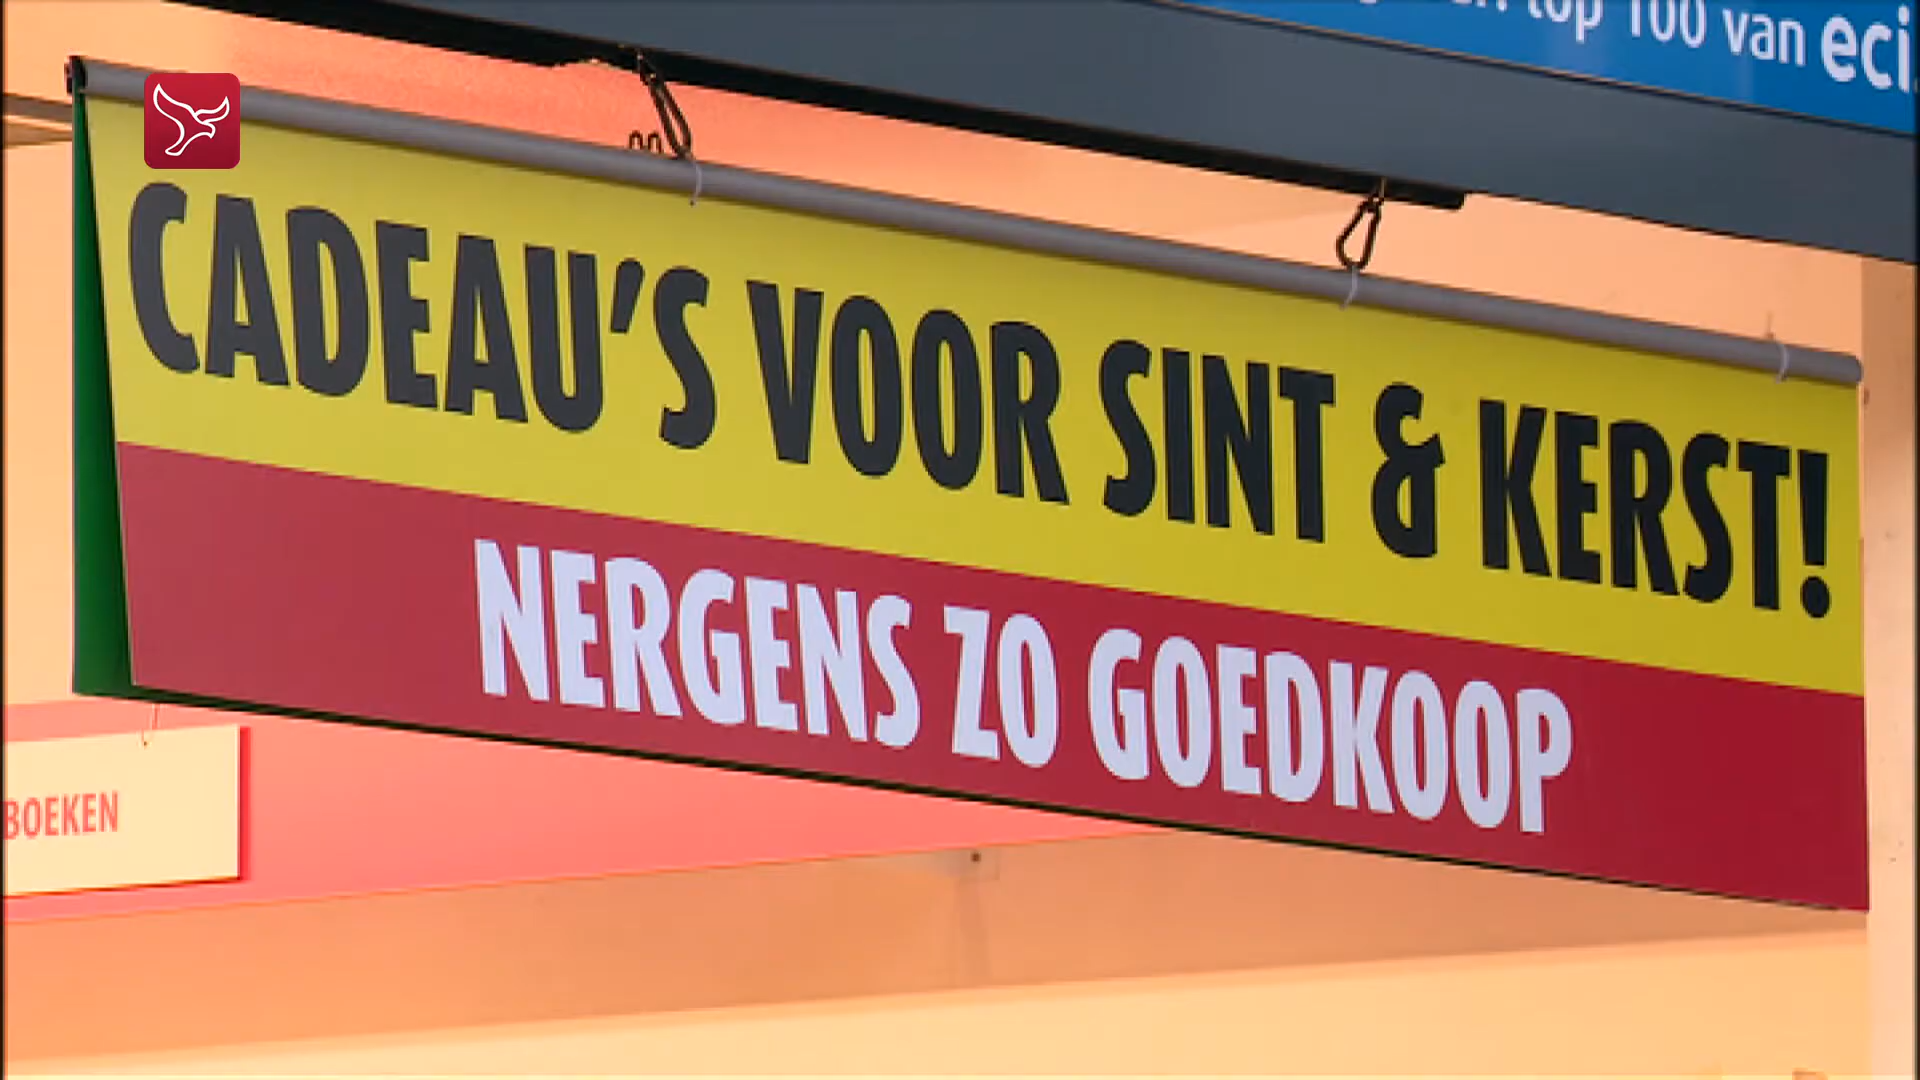 top 100 van eci
CADEAU'S VOOR SINT & KERST!
NERGENS ZO GOEDKOOP
BOEKEN